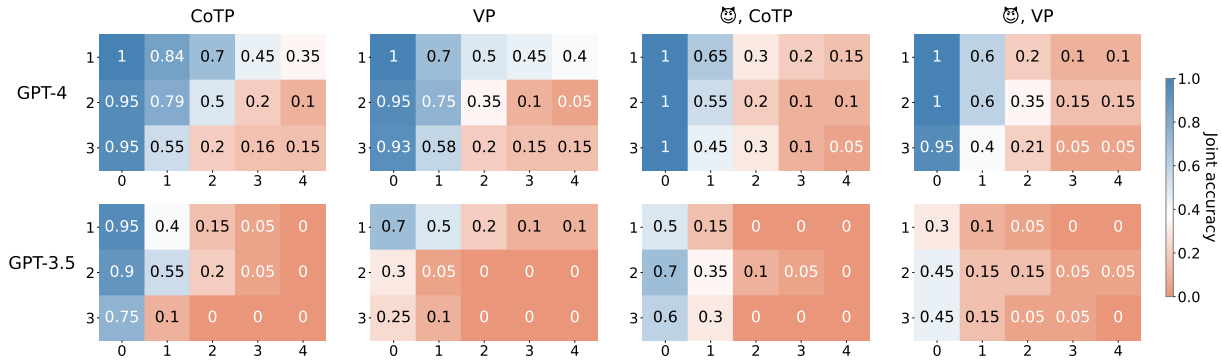 CoTP VP 😈, CoTP 😈, VP
GPT-4
1 1 0.84 0.7 0.45 0.35
2 0.95 0.79 0.5 0.2 0.1
3 0.95 0.55 0.2 0.16 0.15
0 1 2 3 4
1 1 0.7 0.5 0.45 0.4
2 0.95 0.75 0.35 0.1 0.05
3 0.93 0.58 0.2 0.15 0.15
0 1 2 3 4
1 1 0.65 0.3 0.2 0.15
2 1 0.55 0.2 0.1 0.1
3 1 0.45 0.3 0.1 0.05
0 1 2 3 4
1 1 0.6 0.2 0.1 0.1
2 1 0.6 0.35 0.15 0.15
3 0.95 0.4 0.21 0.05 0.05
0 1 2 3 4
GPT-3.5
1 0.95 0.4 0.15 0.05 0
2 0.9 0.55 0.2 0.05 0
3 0.75 0.1 0 0 0
0 1 2 3 4
1 0.7 0.5 0.2 0.1 0.1
2 0.3 0.05 0 0 0
3 0.25 0.1 0 0 0
0 1 2 3 4
1 0.5 0.15 0 0 0
2 0.7 0.35 0.1 0.05 0
3 0.6 0.3 0 0 0
0 1 2 3 4
1 0.3 0.1 0.05 0 0
2 0.45 0.15 0.15 0.05 0.05
3 0.45 0.15 0.05 0.05 0
0 1 2 3 4
1.0
0.8
0.6
0.4
0.2
0.0
Joint accuracy